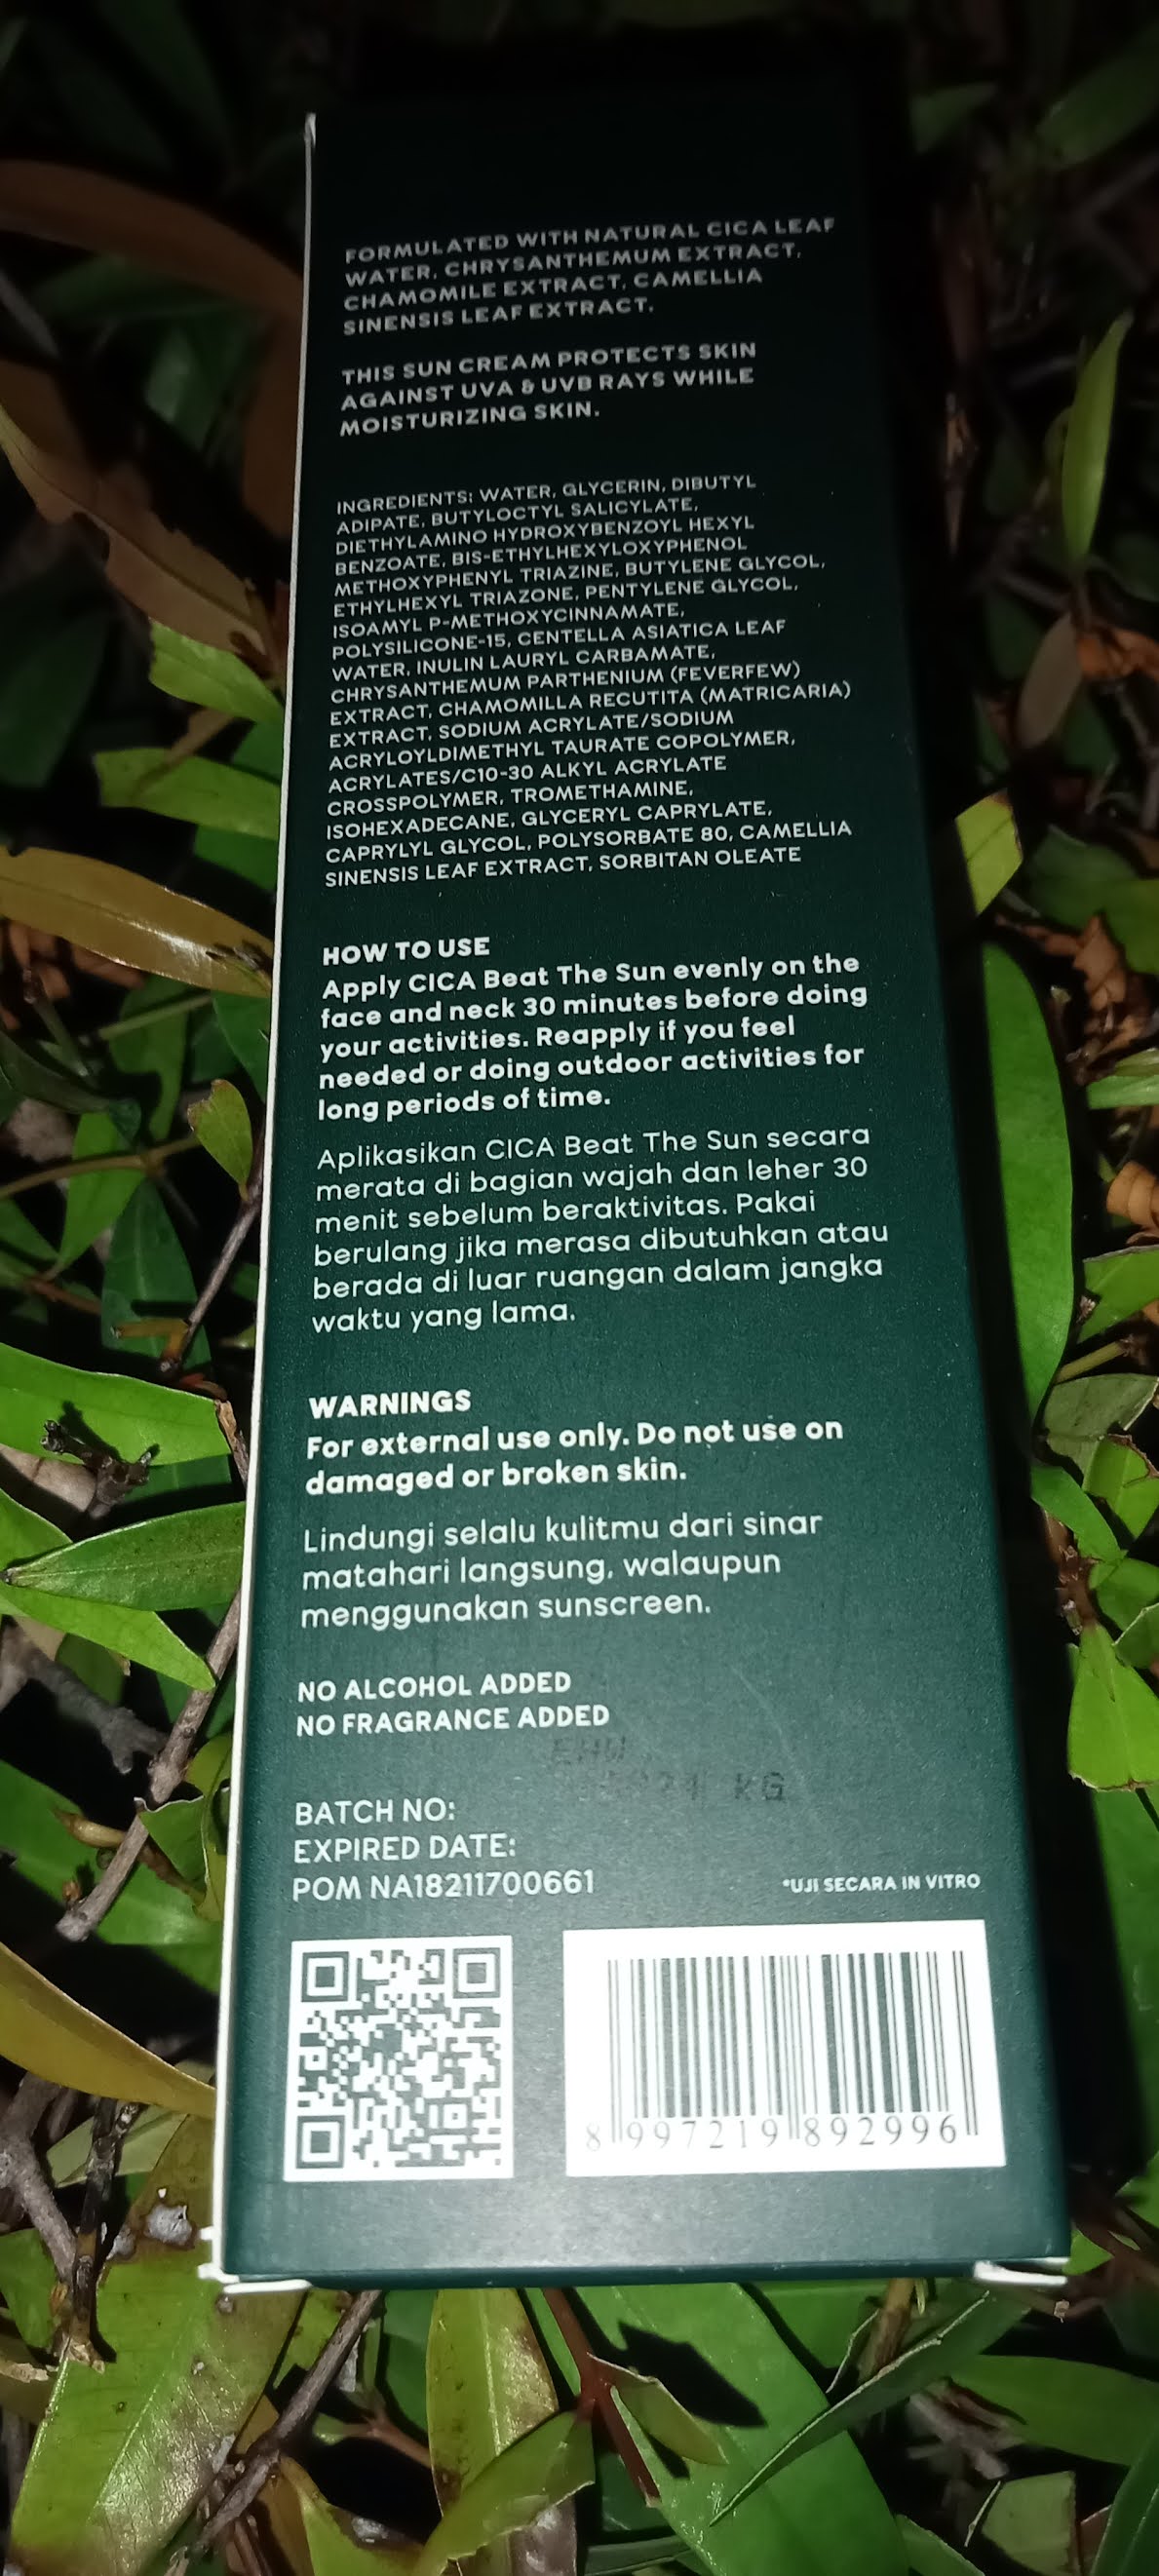 FORMULATED WITH NATURAL CICA LEAF
WATER, CHRYSANTHEMUM EXTRACT,
CHAMOMILE EXTRACT, CAMELLIA
SINENSIS LEAF EXTRACT.
THIS SUN CREAM PROTECTS SKIN
AGAINST UVA & UVB RAYS WHILE
MOISTURIZING SKIN.
INGREDIENTS: WATER, GLYCERIN, DIBUTYL
ADIPATE, BUTYLOCTYL SALICYLATE,
DIETHYLAMINO HYDROXYBENZOYL HEXYL
BENZOATE, BIS-ETHYLHEXYLOXYPHENOL
METHOXYPHENYL TRIAZINE, BUTYLENE GLYCOL,
ETHYLHEXYL TRIAZONE, PENTYLENE GLYCOL,
ISOAMYL P-METHOXYCINNAMATE,
POLYSILICONE-15, CENTELLA ASIATICA LEAF
WATER, INULIN LAURYL CARBAMATE,
CHRYSANTHEMUM PARTHENIUM (FEVERFEW)
EXTRACT, CHAMOMILLA RECUTITA (MATRICARIA)
EXTRACT, SODIUM ACRYLATE/SODIUM
ACRYLOYLDIMETHYL TAURATE COPOLYMER,
ACRYLATES/C10-30 ALKYL ACRYLATE
CROSSPOLYMER, TROMETHAMINE,
ISOHEXADECANE, GLYCERYL CAPRYLATE,
CAPRYLYL GLYCOL, POLYSORBATE 80, CAMELLIA
SINENSIS LEAF EXTRACT, SORBITAN OLEATE
HOW TO USE
Apply CICA Beat The Sun evenly on the
face and neck 30 minutes before doing
your activities. Reapply if you feel
needed or doing outdoor activities for
long periods of time.
Aplikasikan CICA Beat The Sun secara
merata di bagian wajah dan leher 30
menit sebelum beraktivitas. Pakai
berulang jika merasa dibutuhkan atau
berada di luar ruangan dalam jangka
waktu yang lama.
WARNINGS
For external use only. Do not use on
damaged or broken skin.
Lindungi selalu kulitmu dari sinar
matahari langsung, walaupun
menggunakan sunscreen.
NO ALCOHOL ADDED
NO FRAGRANCE ADDED
KG
BATCH NO:
EXPIRED DATE:
POM NA18211700661
*UJI SECARA IN VITRO
8 997219 892996